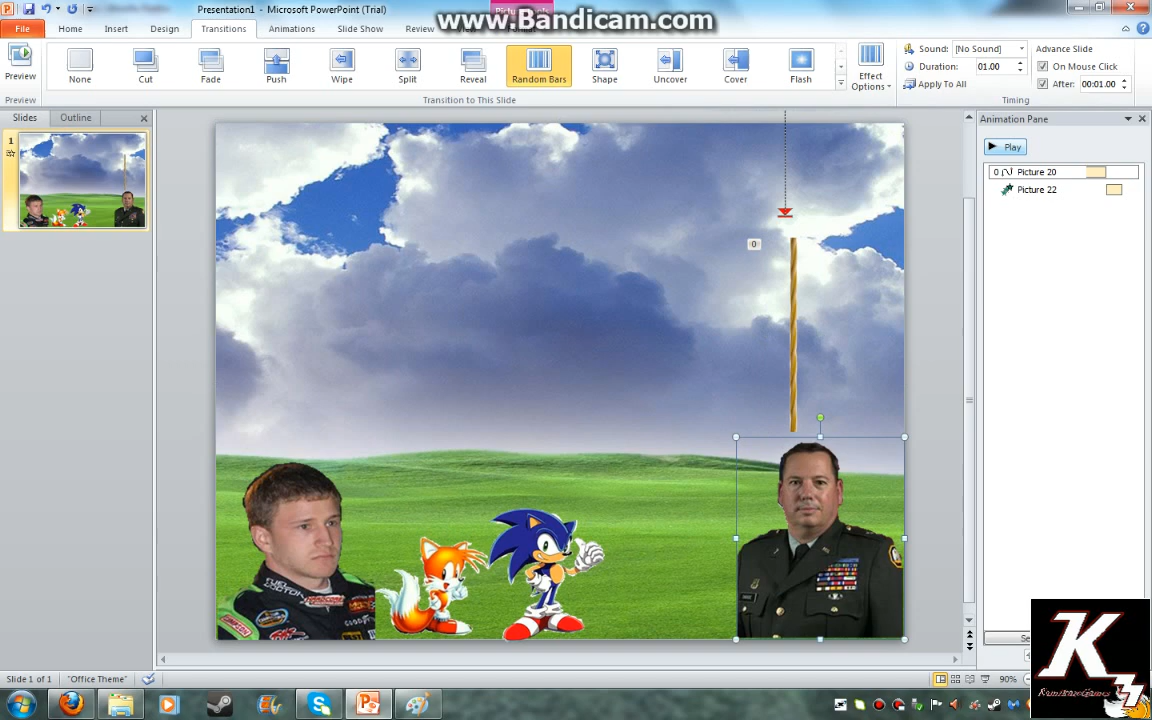 Presentation1 - Microsoft PowerPoint (Trial)
www.Bandicam.com
File Home Insert Design Transitions Animations Slide Show Review
Preview
None Cut Fade Push Wipe Split Reveal Random Bars Shape Uncover Cover Flash
Effect Options
Sound: [No Sound]
Duration: 01.00
Apply To All
Advance Slide
On Mouse Click
After: 00:01.00
Preview
Transition to This Slide
Timing
Slides Outline
Animation Pane
1
Play
0 Picture 20
Picture 22
0
Slide 1 of 1
"Office Theme"
90%
K
KamikazeGames